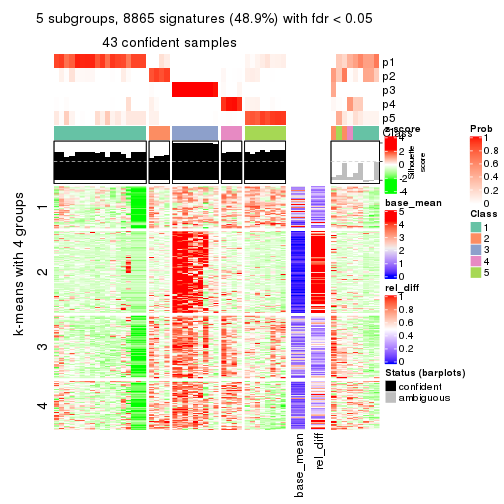 5 subgroups, 8865 signatures (48.9%) with fdr < 0.05
43 confident samples
p1
p2
p3
p4
p5
Class
Silhouette
score
k-means with 4 groups
1
2
3
4
base_mean
rel_diff
z-score
4
2
0
-2
-4
base_mean
5
4
3
2
1
0
rel_diff
1
0.8
0.6
0.4
0.2
0
Status (barplots)
confident
ambiguous
Prob
1
0.8
0.6
0.4
0.2
0
Class
1
2
3
4
5